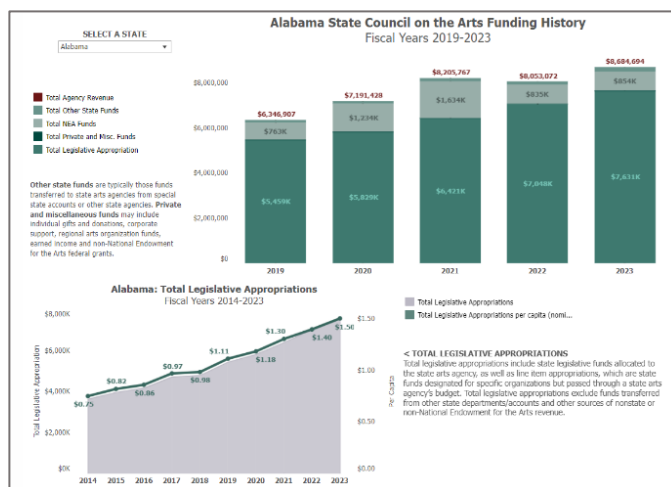 Alabama State Council on the Arts Funding History
Fiscal Years 2019-2023
SELECT A STATE
Alabama
Total Agency Revenue
Total Other State Funds
Total NEA Funds
Total Private and Misc. Funds
Total Legislative Appropriation
Other state funds are typically those funds
transferred to state arts agencies from special
state accounts or other state agencies. Private
and miscellaneous funds may include
individual gifts and donations, corporate
support, regional arts organization funds,
earned income and non-National Endowment
for the Arts federal grants.
$8,000,000
$6,000,000
$4,000,000
$2,000,000
$0
$6,346,907
$763K
$5,459K
2019
$7,191,428
$1,234K
$5,829K
2020
$8,205,767
$1,634K
$6,421K
2021
$8,053,072
$835K
$7,048K
2022
$8,684,694
$854K
$7,631K
2023
Alabama: Total Legislative Appropriations
Fiscal Years 2014-2023
Total Legislative Appropriation
$8,000K
$6,000K
$4,000K
$2,000K
$0K
$0.75
$0.82
$0.86
$0.97
$0.98
$1.11
$1.18
$1.30
$1.40
$1.50
2014 2015 2016 2017 2018 2019 2020 2021 2022 2023
$1.50
$1.00
$0.50
$0.00
Per Capita
Total Legislative Appropriations
Total Legislative Appropriations per capita (nomi...
< TOTAL LEGISLATIVE APPROPRIATIONS
Total legislative appropriations include state legislative funds allocated to
the state arts agency, as well as line item appropriations, which are state
funds designated for specific organizations but passed through a state arts
agency's budget. Total legislative appropriations exclude funds transferred
from other state departments/accounts and other sources of nonstate or
non-National Endowment for the Arts revenue.